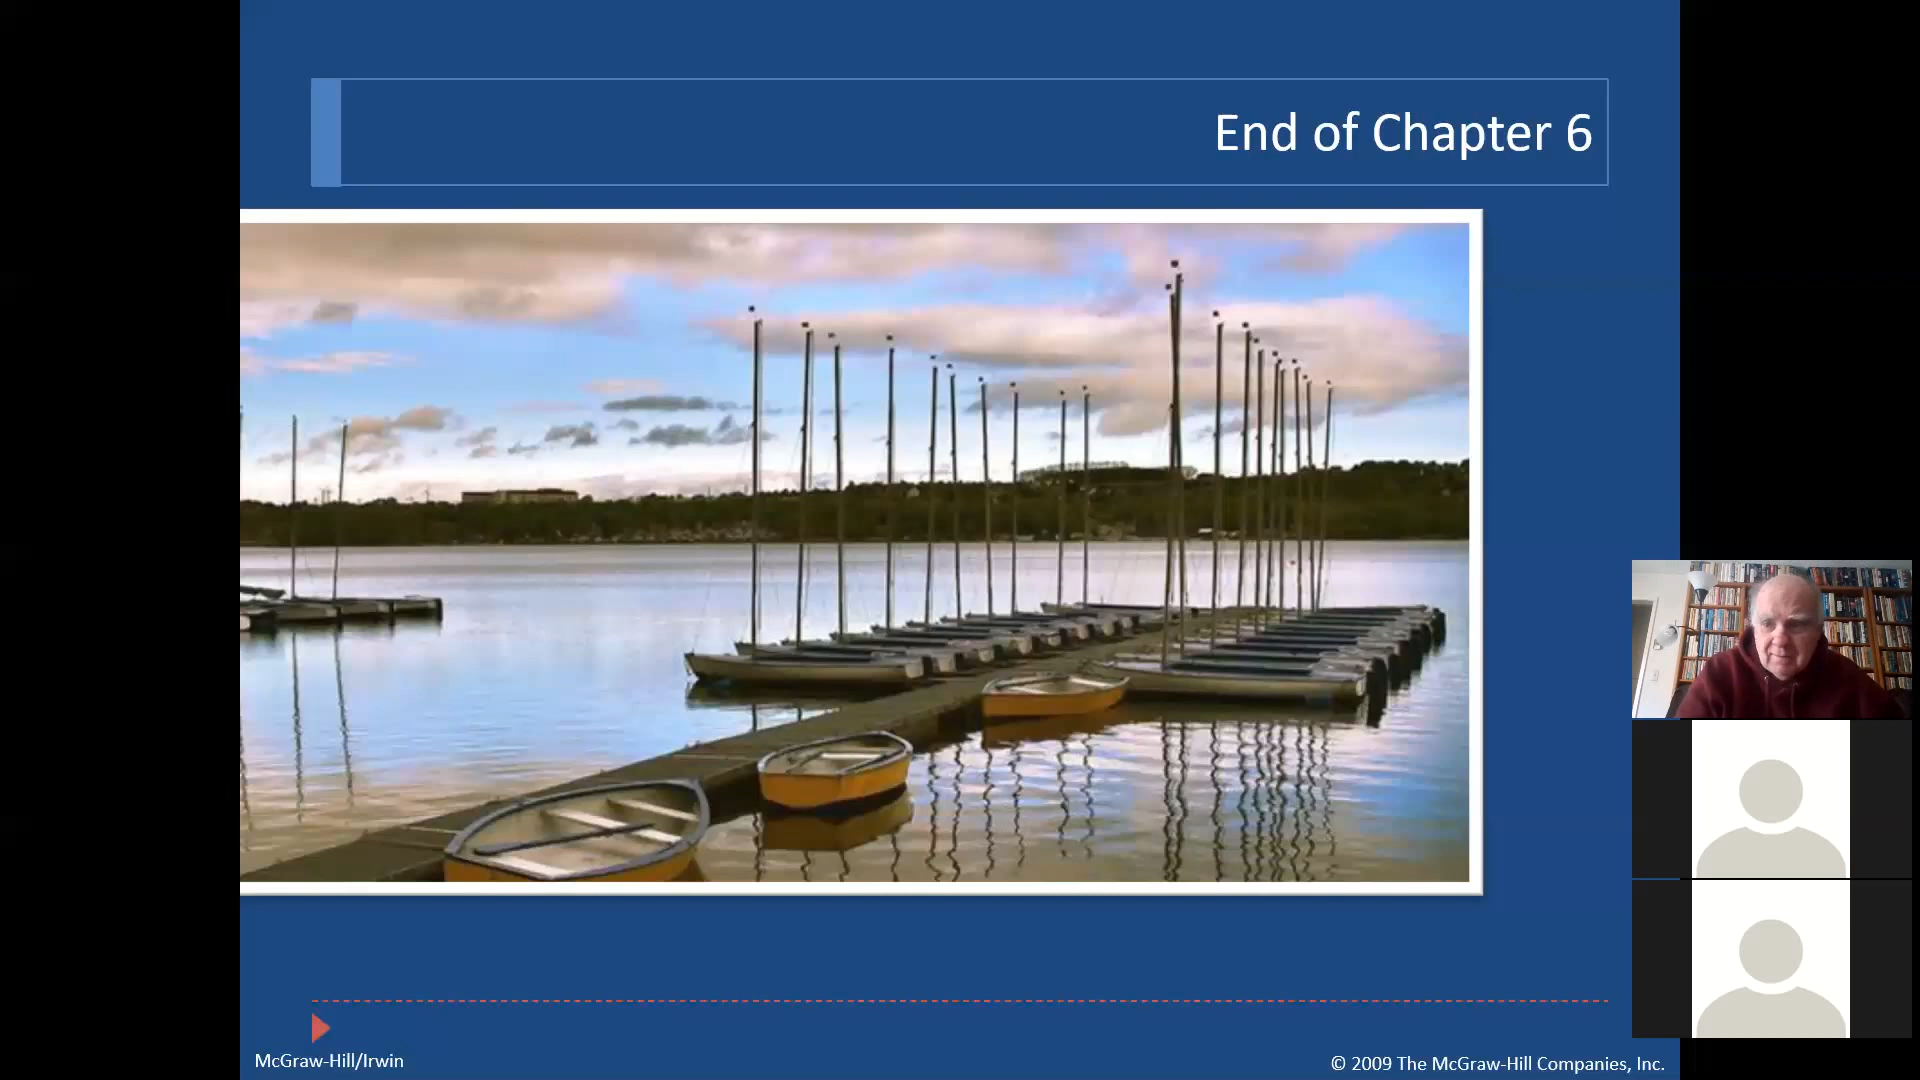 End of Chapter 6
McGraw-Hill/Irwin
© 2009 The McGraw-Hill Companies, Inc.